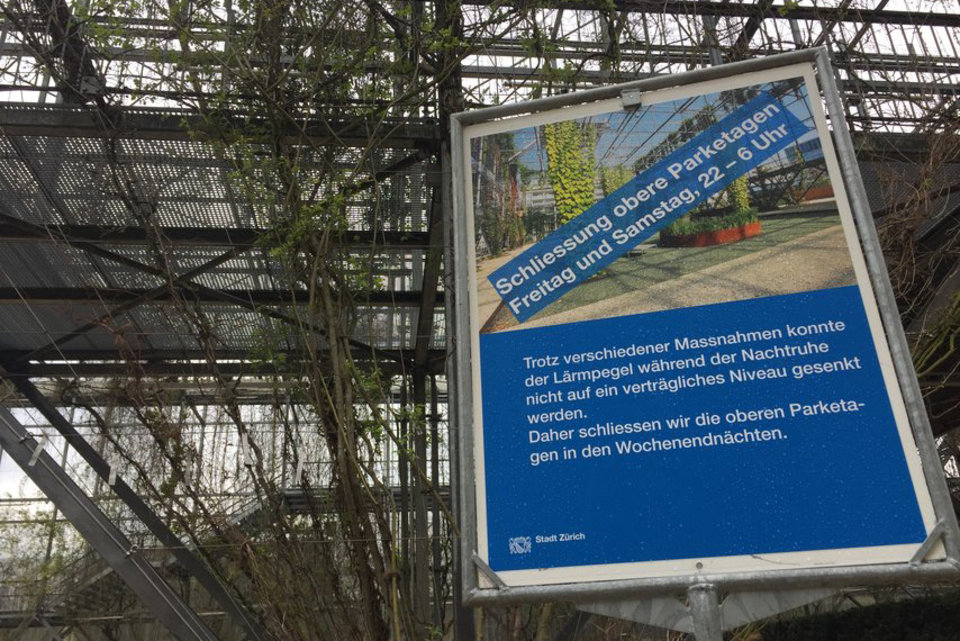 Schliessung obere Parketagen
Freitag und Samstag, 22 – 6 Uhr
Trotz verschiedener Massnahmen konnte
der Lärmpegel während der Nachtruhe
nicht auf ein verträgliches Niveau gesenkt
werden.
Daher schliessen wir die oberen Parketa-
gen in den Wochenendnächten.
Stadt Zürich